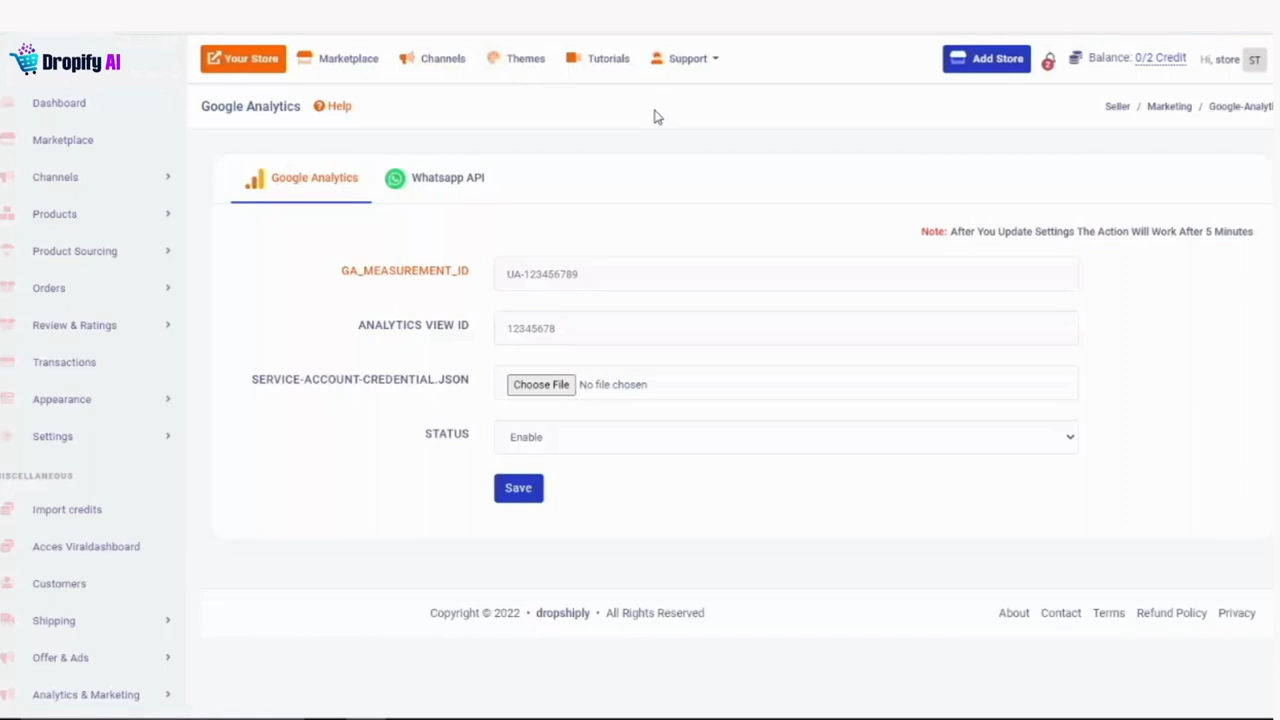 Dropify AI
Your Store
Marketplace
Channels
Themes
Tutorials
Support
Add Store
2
Balance: 0/2 Credit
Hi, store
ST
Google Analytics
Help
Seller / Marketing / Google-Analyti
Dashboard
Marketplace
Channels
Products
Product Sourcing
Orders
Review & Ratings
Transactions
Appearance
Settings
ISCELLANEOUS
Import credits
Acces Viraldashboard
Customers
Shipping
Offer & Ads
Analytics & Marketing
Google Analytics
Whatsapp API
Note: After You Update Settings The Action Will Work After 5 Minutes
GA_MEASUREMENT_ID
UA-123456789
ANALYTICS VIEW ID
12345678
SERVICE-ACCOUNT-CREDENTIAL.JSON
Choose File No file chosen
STATUS
Enable
Save
Copyright © 2022 • dropshiply • All Rights Reserved
About
Contact
Terms
Refund Policy
Privacy